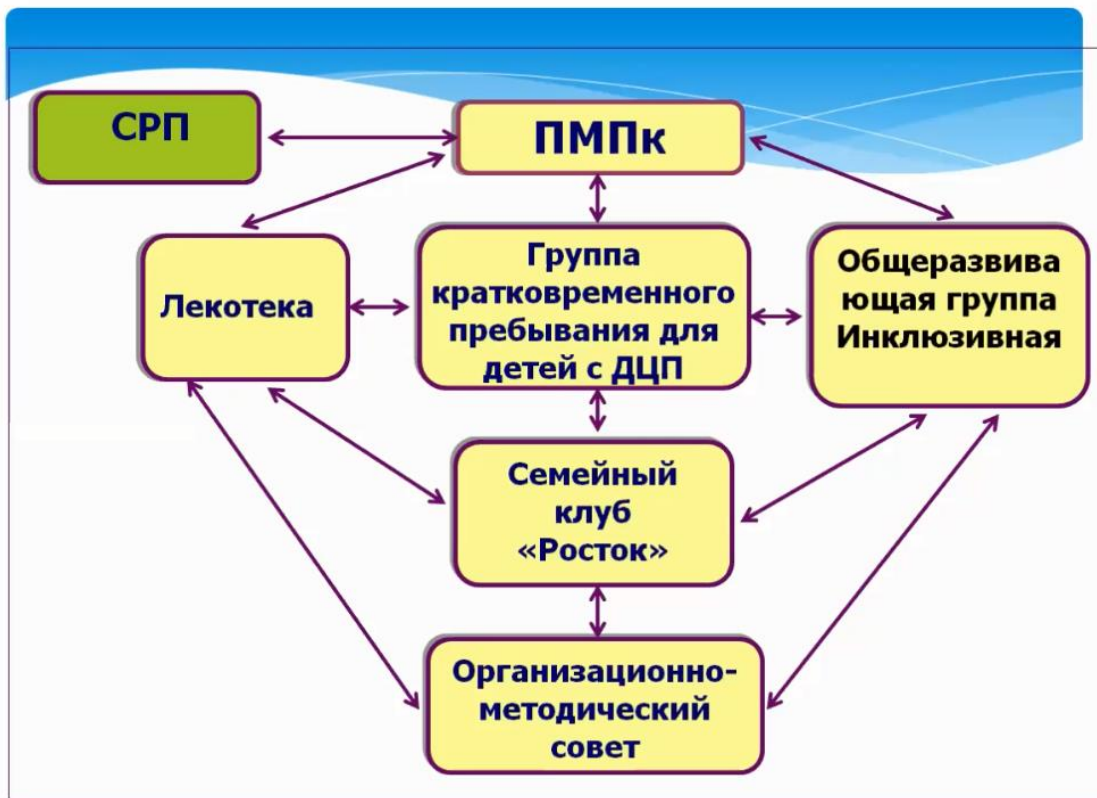 СРП
ПМПк
Лекотека
Группа
кратковременного
пребывания для
детей с ДЦП
Общеразвива
ющая группа
Инклюзивная
Семейный
клуб
«Росток»
Организационно-
методический
совет